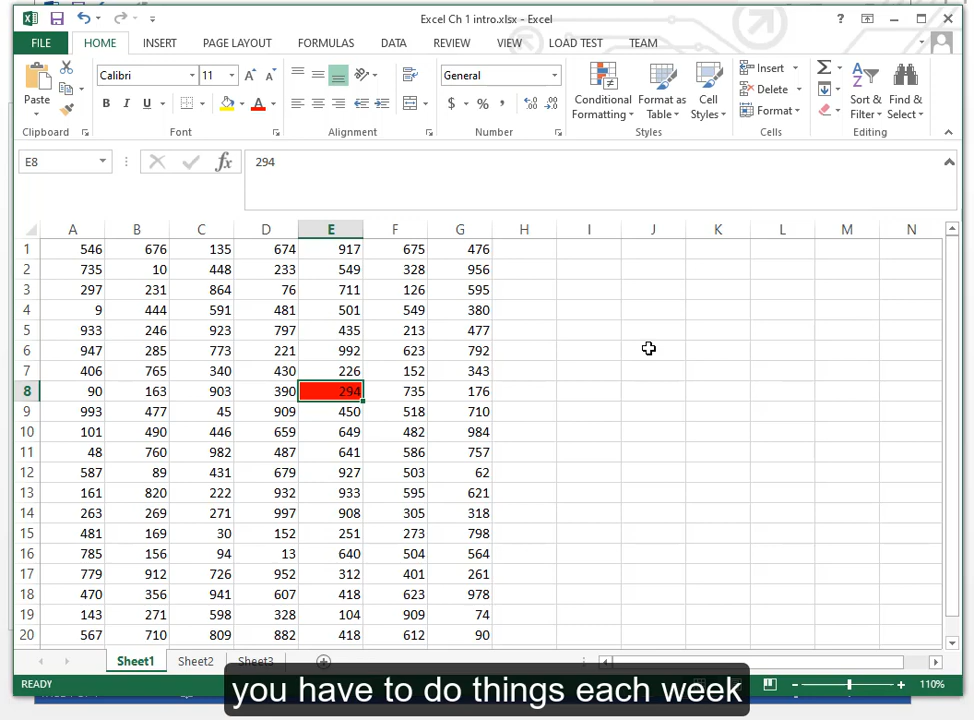 Excel Ch 1 intro.xlsx - Excel
FILE HOME INSERT PAGE LAYOUT FORMULAS DATA REVIEW VIEW LOAD TEST TEAM
Calibri 11 General
Paste
B I U $ % ,
Conditional Formatting
Format as Table
Cell Styles
Insert
Delete
Format
Sort & Filter
Find & Select
Clipboard Font Alignment Number Styles Cells Editing
E8 fx 294
A B C D E F G H I J K L M N
1 546 676 135 674 917 675 476
2 735 10 448 233 549 328 956
3 297 231 864 76 711 126 595
4 9 444 591 481 501 549 380
5 933 246 923 797 435 213 477
6 947 285 773 221 992 623 792
7 406 765 340 430 226 152 343
8 90 163 903 390 294 735 176
9 993 477 45 909 450 518 710
10 101 490 446 659 649 482 984
11 48 760 982 487 641 586 757
12 587 89 431 679 927 503 62
13 161 820 222 932 933 595 621
14 263 269 271 997 908 305 318
15 481 169 30 152 251 273 798
16 785 156 94 13 640 504 564
17 779 912 726 952 312 401 261
18 470 356 941 607 418 623 978
19 143 271 598 328 104 909 74
20 567 710 809 882 418 612 90
Sheet1 Sheet2 Sheet3
READY 110%
you have to do things each week